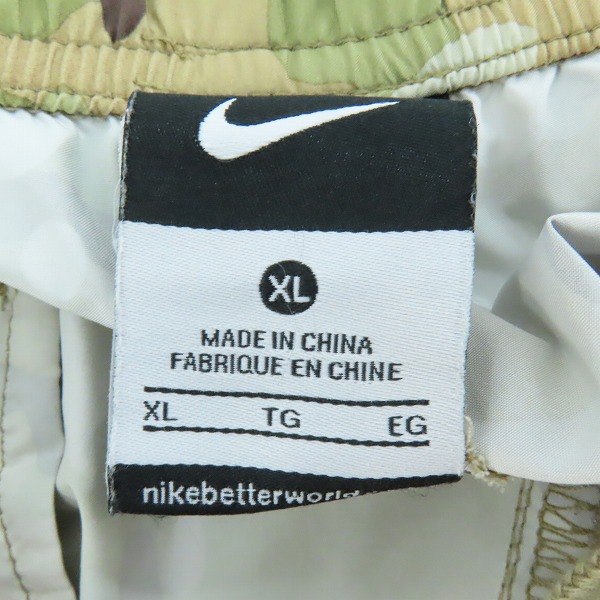 XL
MADE IN CHINA
FABRIQUE EN CHINE
XL TG EG
nikebetterworld